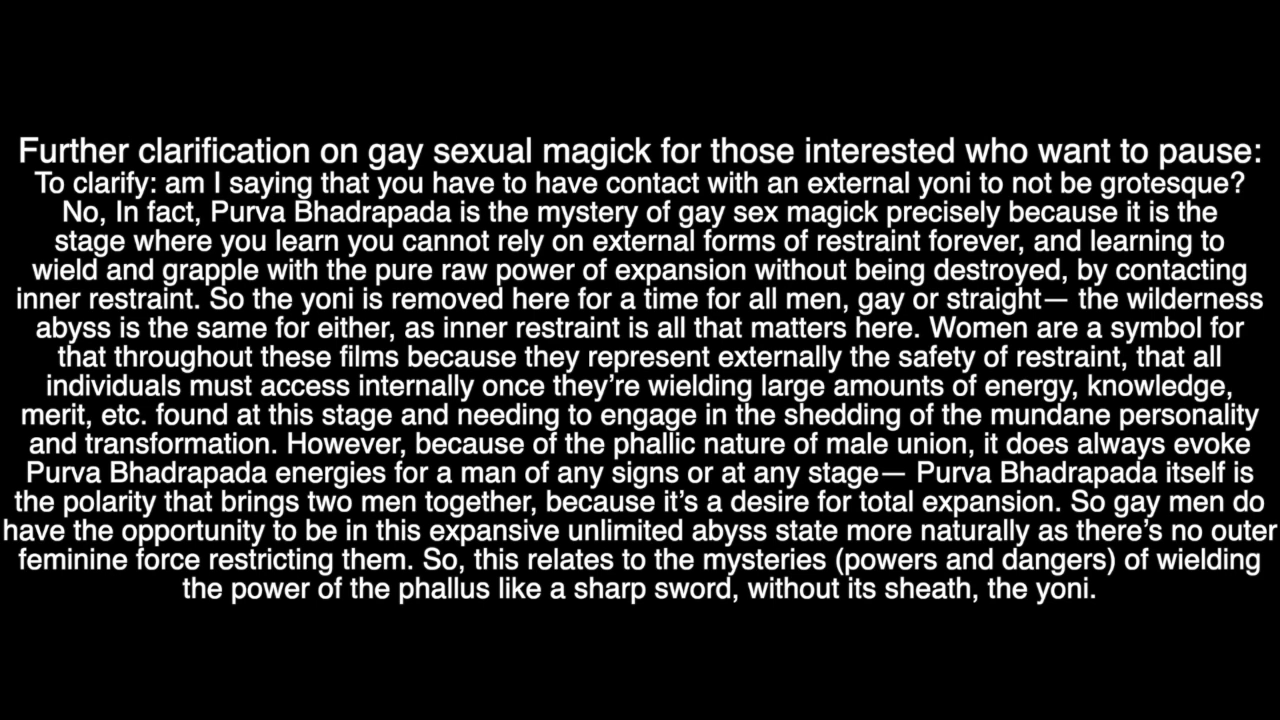 Further clarification on gay sexual magick for those interested who want to pause:
To clarify: am I saying that you have to have contact with an external yoni to not be grotesque?
No, In fact, Purva Bhadrapada is the mystery of gay sex magick precisely because it is the
stage where you learn you cannot rely on external forms of restraint forever, and learning to
wield and grapple with the pure raw power of expansion without being destroyed, by contacting
inner restraint. So the yoni is removed here for a time for all men, gay or straight— the wilderness
abyss is the same for either, as inner restraint is all that matters here. Women are a symbol for
that throughout these films because they represent externally the safety of restraint, that all
individuals must access internally once they’re wielding large amounts of energy, knowledge,
merit, etc. found at this stage and needing to engage in the shedding of the mundane personality
and transformation. However, because of the phallic nature of male union, it does always evoke
Purva Bhadrapada energies for a man of any signs or at any stage— Purva Bhadrapada itself is
the polarity that brings two men together, because it’s a desire for total expansion. So gay men do
have the opportunity to be in this expansive unlimited abyss state more naturally as there’s no outer
feminine force restricting them. So, this relates to the mysteries (powers and dangers) of wielding
the power of the phallus like a sharp sword, without its sheath, the yoni.